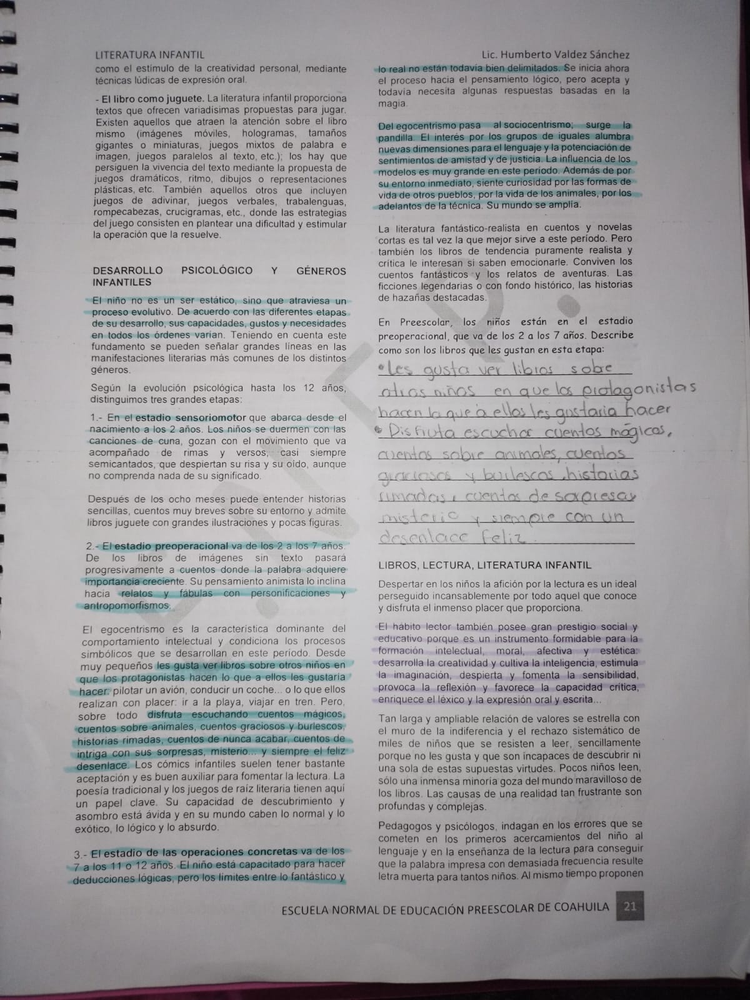 LITERATURA INFANTIL
como el estímulo de la creatividad personal, mediante
técnicas lúdicas de expresión oral.
- El libro como juguete. La literatura infantil proporciona
textos que ofrecen variadísimas propuestas para jugar.
Existen aquellos que atraen la atención sobre el libro
mismo (imágenes móviles, hologramas, tamaños
gigantes o miniaturas, juegos mixtos de palabra e
imagen, juegos paralelos al texto, etc.); los hay que
persiguen la vivencia del texto mediante la propuesta de
juegos dramáticos, ritmo, dibujos o representaciones
plásticas, etc. También aquellos otros que incluyen
juegos de adivinar, juegos verbales, trabalenguas,
rompecabezas, crucigramas, etc., donde las estrategias
del juego consisten en plantear una dificultad y estimular
la operación que la resuelve.
DESARROLLO PSICOLÓGICO Y GÉNEROS
INFANTILES
El niño no es un ser estático, sino que atraviesa un
proceso evolutivo. De acuerdo con las diferentes etapas
de su desarrollo, sus capacidades, gustos y necesidades
en todos los órdenes varían. Teniendo en cuenta este
fundamento se pueden señalar grandes líneas en las
manifestaciones literarias más comunes de los distintos
géneros.
Según la evolución psicológica hasta los 12 años,
distinguimos tres grandes etapas:
1.- En el estadio sensoriomotor que abarca desde el
nacimiento a los 2 años. Los niños se duermen con las
canciones de cuna, gozan con el movimiento que va
acompañado de rimas y versos, casi siempre
semicantados, que despiertan su risa y su oído, aunque
no comprenda nada de su significado.
Después de los ocho meses puede entender historias
sencillas, cuentos muy breves sobre su entorno y admite
libros juguete con grandes ilustraciones y pocas figuras.
2.- El estadio preoperacional va de los 2 a los 7 años.
De los libros de imágenes sin texto pasará
progresivamente a cuentos donde la palabra adquiere
importancia creciente. Su pensamiento animista lo inclina
hacia relatos y fábulas con personificaciones y
antropomorfismos.
El egocentrismo es la característica dominante del
comportamiento intelectual y condiciona los procesos
simbólicos que se desarrollan en este período. Desde
muy pequeños les gusta ver libros sobre otros niños en
que los protagonistas hacen lo que a ellos les gustaría
hacer: pilotar un avión, conducir un coche... o lo que ellos
realizan con placer: ir a la playa, viajar en tren. Pero,
sobre todo disfruta escuchando cuentos mágicos,
cuentos sobre animales, cuentos graciosos y burlescos,
historias rimadas, cuentos de nunca acabar, cuentos de
intriga con sus sorpresas, misterio... y siempre el feliz
desenlace. Los cómics infantiles suelen tener bastante
aceptación y es buen auxiliar para fomentar la lectura. La
poesía tradicional y los juegos de raíz literaria tienen aquí
un papel clave. Su capacidad de descubrimiento y
asombro está ávida y en su mundo caben lo normal y lo
exótico, lo lógico y lo absurdo.
3.- El estadio de las operaciones concretas va de los
7 a los 11 o 12 años. El niño está capacitado para hacer
deducciones lógicas, pero los límites entre lo fantástico y
Lic. Humberto Valdez Sánchez
lo real no están todavía bien delimitados. Se inicia ahora
el proceso hacia el pensamiento lógico, pero acepta y
todavía necesita algunas respuestas basadas en la
magia.
Del egocentrismo pasa al sociocentrismo; surge la
pandilla. El interés por los grupos de iguales alumbra
nuevas dimensiones para el lenguaje y la potenciación de
sentimientos de amistad y de justicia. La influencia de los
modelos es muy grande en este período. Además de por
su entorno inmediato, siente curiosidad por las formas de
vida de otros pueblos, por la vida de los animales, por los
adelantos de la técnica. Su mundo se amplía.
La literatura fantástico-realista en cuentos y novelas
cortas es tal vez la que mejor sirve a este período. Pero
también los libros de tendencia puramente realista y
crítica le interesan si saben emocionarle. Conviven los
cuentos fantásticos y los relatos de aventuras. Las
ficciones legendarias o con fondo histórico, las historias
de hazañas destacadas.
En Preescolar, los niños están en el estadio
preoperacional, que va de los 2 a los 7 años. Describe
como son los libros que les gustan en esta etapa:
• Les gusta ver libros sobre
otros niños en que los protagonistas
hacen lo que a ellos les gustaria hacer
• Disfruta escuchar cuentos mágicos,
cuentos sobre animales, cuentos
graciosos y burlescos, historias
rimadas, cuentos de sorpresa y
misterio y siempre con un
desenlace feliz.
LIBROS, LECTURA, LITERATURA INFANTIL
Despertar en los niños la afición por la lectura es un ideal
perseguido incansablemente por todo aquel que conoce
y disfruta el inmenso placer que proporciona.
El hábito lector también posee gran prestigio social y
educativo porque es un instrumento formidable para la
formación intelectual, moral, afectiva y estética:
desarrolla la creatividad y cultiva la inteligencia, estimula
la imaginación, despierta y fomenta la sensibilidad,
provoca la reflexión y favorece la capacidad crítica,
enriquece el léxico y la expresión oral y escrita...
Tan larga y ampliable relación de valores se estrella con
el muro de la indiferencia y el rechazo sistemático de
miles de niños que se resisten a leer, sencillamente
porque no les gusta y que son incapaces de descubrir ni
una sola de estas supuestas virtudes. Pocos niños leen,
sólo una inmensa minoría goza del mundo maravilloso de
los libros. Las causas de una realidad tan frustrante son
profundas y complejas.
Pedagogos y psicólogos, indagan en los errores que se
cometen en los primeros acercamientos del niño al
lenguaje y en la enseñanza de la lectura para conseguir
que la palabra impresa con demasiada frecuencia resulte
letra muerta para tantos niños. Al mismo tiempo proponen
ESCUELA NORMAL DE EDUCACIÓN PREESCOLAR DE COAHUILA 21